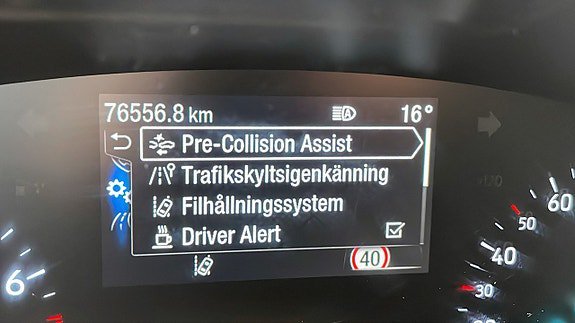 76556.8 km A 16°
Pre-Collision Assist
Trafikskyltsigenkänning
Filhållningssystem
Driver Alert
40
6
60
50
40
30